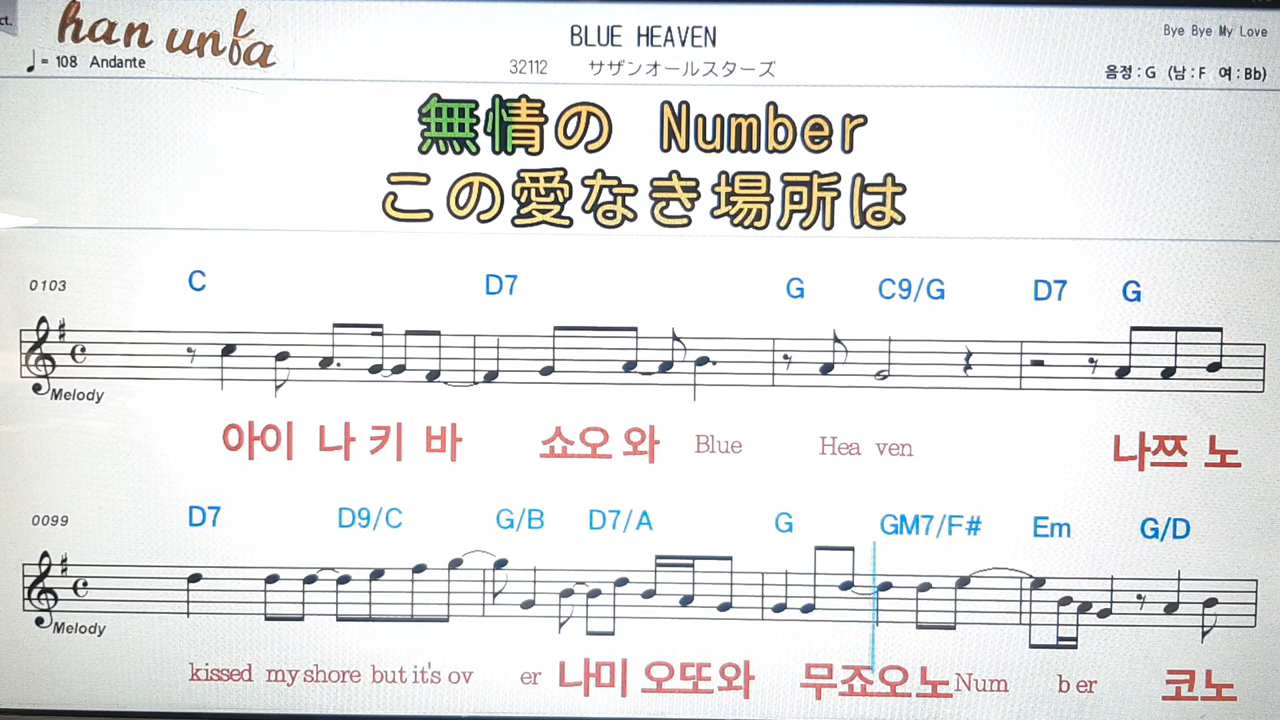 ct.
han unfa
BLUE HEAVEN
Bye Bye My Love
♩= 108 Andante
32112 サザンオールスターズ
음정 : G (남 : F 여 : Bb)
無情の Number
この愛なき場所は
0103 C D7 G C9/G D7 G
Melody
아이 나 키 바 쇼오 와 Blue Hea ven 나쯔 노
0099 D7 D9/C G/B D7/A G GM7/F# Em G/D
Melody
kissed my shore but it's ov er 나미 오또와 무죠오노 Num b er 코노